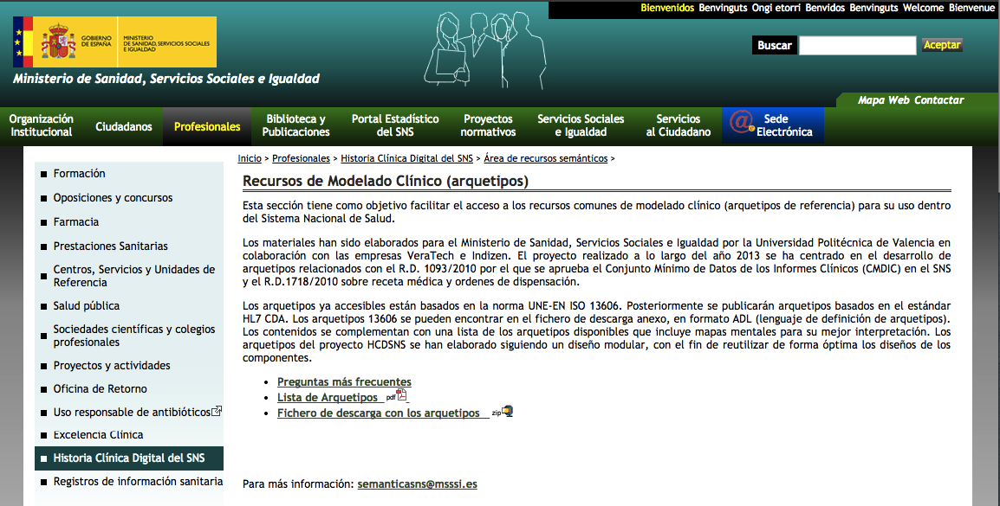 Bienvenidos Benvinguts Ongi etorri Benvidos Benvinguts Welcome Bienvenue
GOBIERNO
DE ESPAÑA
MINISTERIO
DE SANIDAD, SERVICIOS SOCIALES
E IGUALDAD
Buscar
Aceptar
Ministerio de Sanidad, Servicios Sociales e Igualdad
Mapa Web Contactar
Organización
Institucional
Ciudadanos
Profesionales
Biblioteca y
Publicaciones
Portal Estadístico
del SNS
Proyectos
normativos
Servicios Sociales
e Igualdad
Servicios
al Ciudadano
@e
Sede
Electrónica
Formación
Oposiciones y concursos
Farmacia
Prestaciones Sanitarias
Centros, Servicios y Unidades de
Referencia
Salud pública
Sociedades científicas y colegios
profesionales
Proyectos y actividades
Oficina de Retorno
Uso responsable de antibióticos
Excelencia Clínica
Historia Clínica Digital del SNS
Registros de información sanitaria
Inicio > Profesionales > Historia Clínica Digital del SNS > Área de recursos semánticos >
Recursos de Modelado Clínico (arquetipos)
Esta sección tiene como objetivo facilitar el acceso a los recursos comunes de modelado clínico (arquetipos de referencia) para su uso dentro
del Sistema Nacional de Salud.
Los materiales han sido elaborados para el Ministerio de Sanidad, Servicios Sociales e Igualdad por la Universidad Politécnica de Valencia en
colaboración con las empresas VeraTech e Indizen. El proyecto realizado a lo largo del año 2013 se ha centrado en el desarrollo de
arquetipos relacionados con el R.D. 1093/2010 por el que se aprueba el Conjunto Mínimo de Datos de los Informes Clínicos (CMDIC) en el SNS
y el R.D.1718/2010 sobre receta médica y ordenes de dispensación.
Los arquetipos ya accesibles están basados en la norma UNE-EN ISO 13606. Posteriormente se publicarán arquetipos basados en el estándar
HL7 CDA. Los arquetipos 13606 se pueden encontrar en el fichero de descarga anexo, en formato ADL (lenguaje de definición de arquetipos).
Los contenidos se complementan con una lista de los arquetipos disponibles que incluye mapas mentales para su mejor interpretación. Los
arquetipos del proyecto HCDSNS se han elaborado siguiendo un diseño modular, con el fin de reutilizar de forma óptima los diseños de los
componentes.
Preguntas más frecuentes
Lista de Arquetipos pdf
Fichero de descarga con los arquetipos zip
Para más información: semanticasns@msssi.es